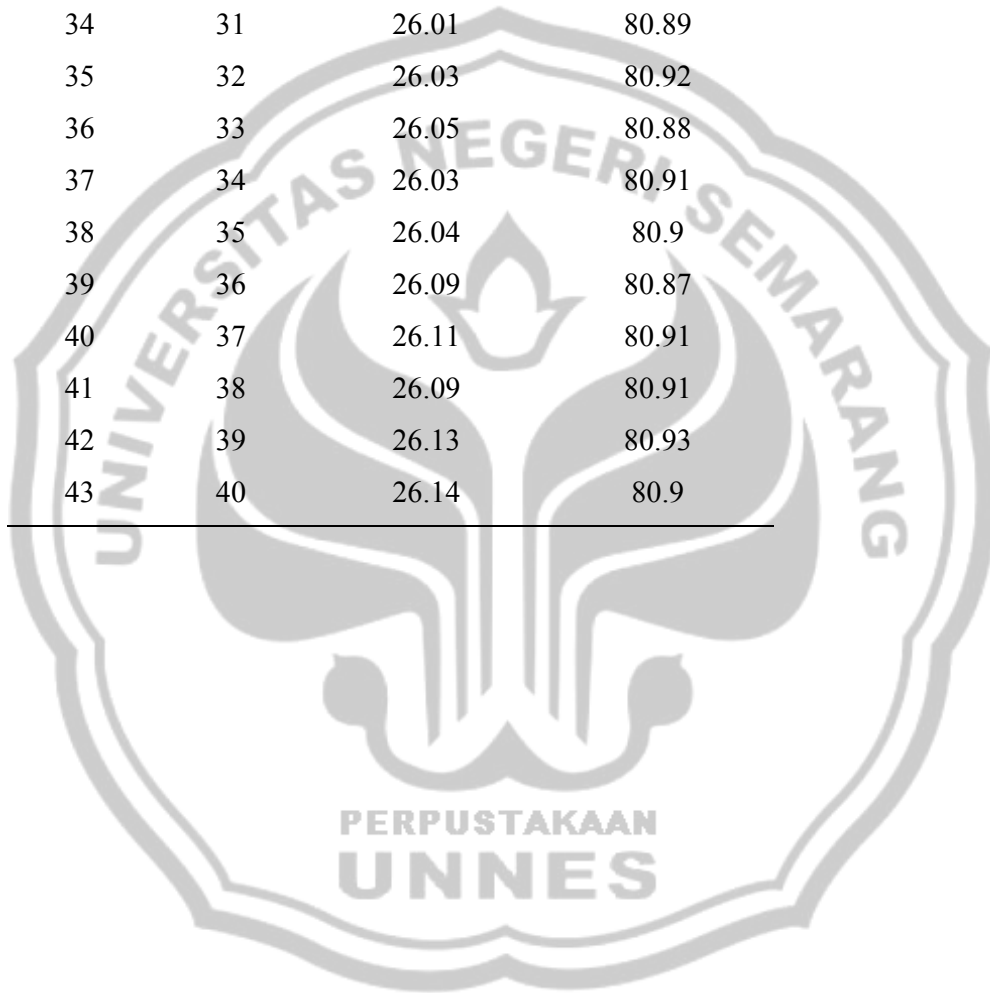 34 31 26.01 80.89
35 32 26.03 80.92
36 33 26.05 80.88
37 34 26.03 80.91
38 35 26.04 80.9
39 36 26.09 80.87
40 37 26.11 80.91
41 38 26.09 80.91
42 39 26.13 80.93
43 40 26.14 80.9
UNIVERSITAS NEGERI SEMARANG
PERPUSTAKAAN
UNNES